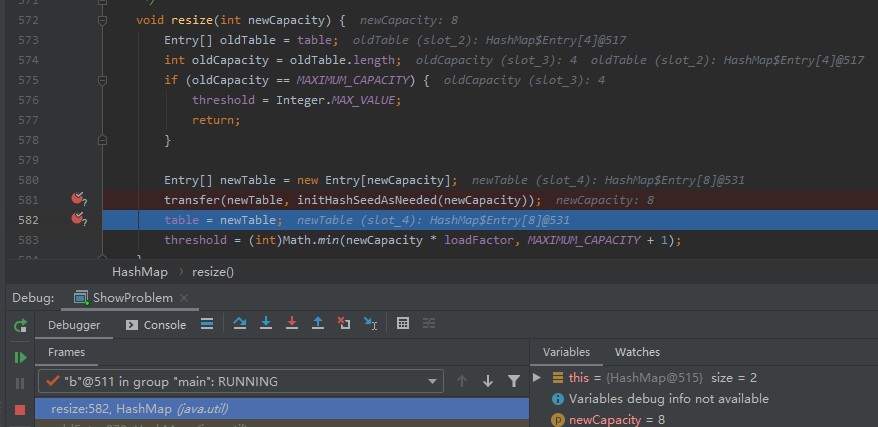 571 */
572 void resize(int newCapacity) { newCapacity: 8
573 Entry[] oldTable = table; oldTable (slot_2): HashMap$Entry[4]@517
574 int oldCapacity = oldTable.length; oldCapacity (slot_3): 4 oldTable (slot_2): HashMap$Entry[4]@517
575 if (oldCapacity == MAXIMUM_CAPACITY) { oldCapacity (slot_3): 4
576 threshold = Integer.MAX_VALUE;
577 return;
578 }
579
580 Entry[] newTable = new Entry[newCapacity]; newTable (slot_4): HashMap$Entry[8]@531
581 transfer(newTable, initHashSeedAsNeeded(newCapacity)); newCapacity: 8
582 table = newTable; newTable (slot_4): HashMap$Entry[8]@531
583 threshold = (int)Math.min(newCapacity * loadFactor, MAXIMUM_CAPACITY + 1);
HashMap › resize()
Debug: ShowProblem ×
Debugger Console
Frames
Variables Watches
"b"@511 in group "main": RUNNING
this = {HashMap@515} size = 2
Variables debug info not available
resize:582, HashMap (java.util)
newCapacity = 8